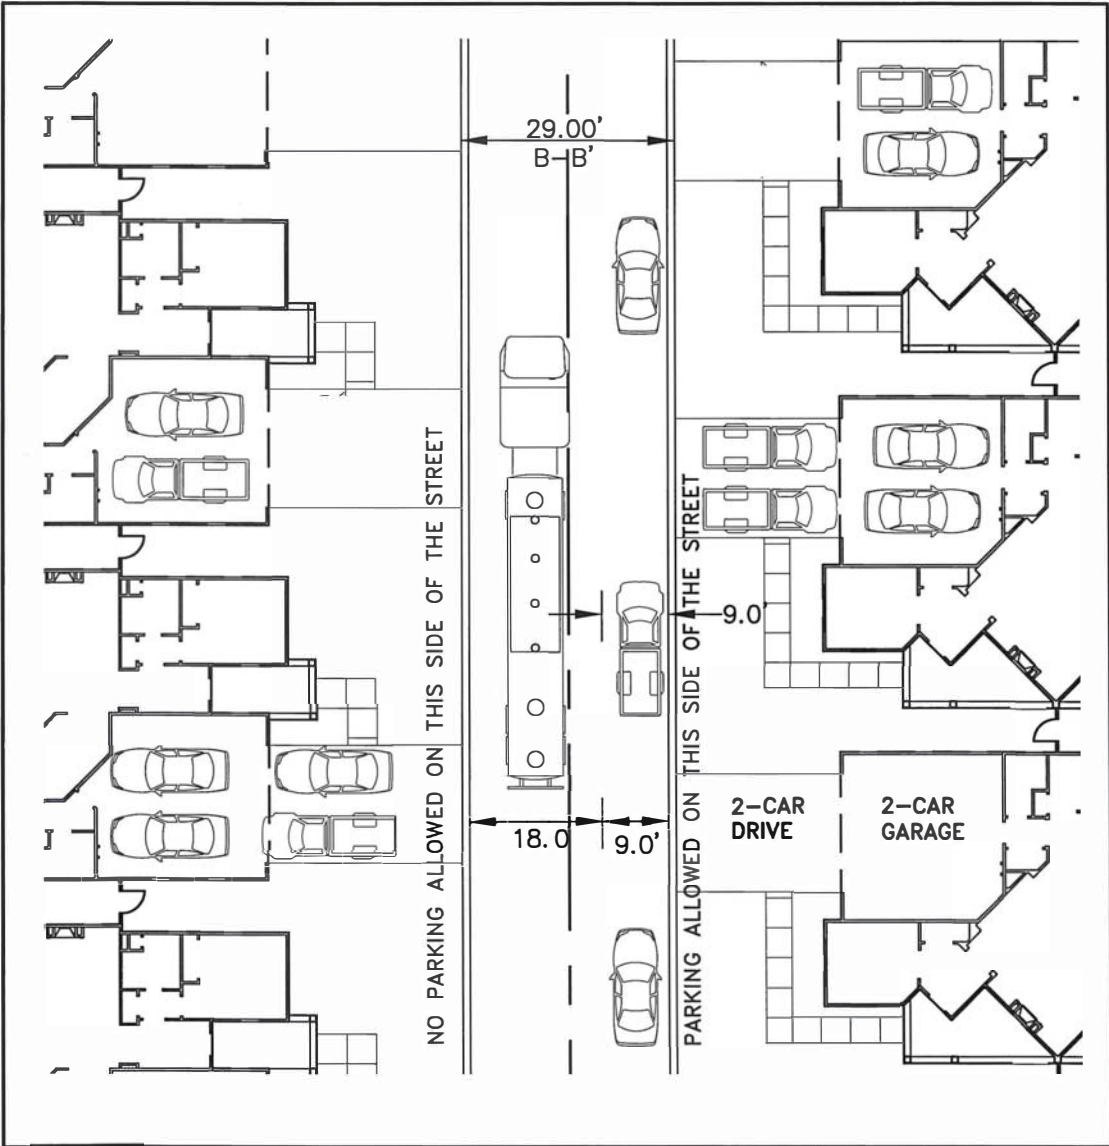 29.00'
B-B'
NO PARKING ALLOWED ON THIS SIDE OF THE STREET
PARKING ALLOWED ON THIS SIDE OF THE STREET
9.0'
18.0
9.0'
2-CAR
DRIVE
2-CAR
GARAGE